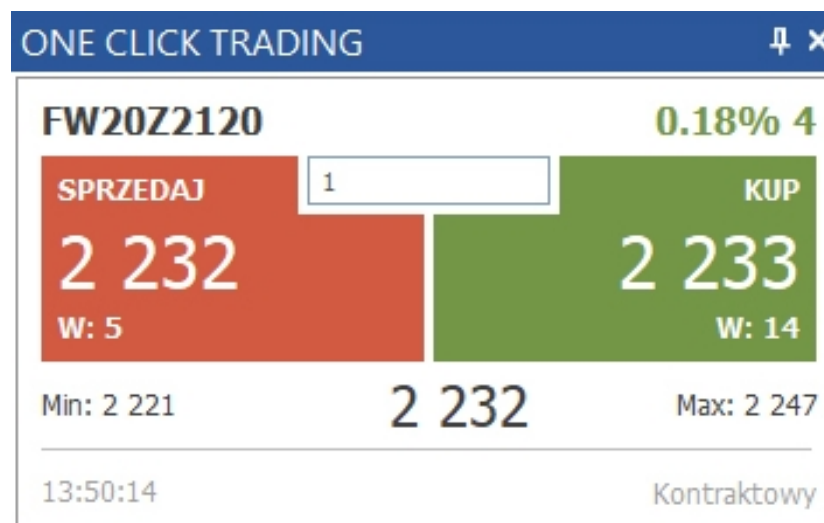 ONE CLICK TRADING
FW20Z2120 0.18% 4
SPRZEDAJ 1 KUP
2 232 2 233
W: 5 W: 14
Min: 2 221 2 232 Max: 2 247
13:50:14 Kontraktowy